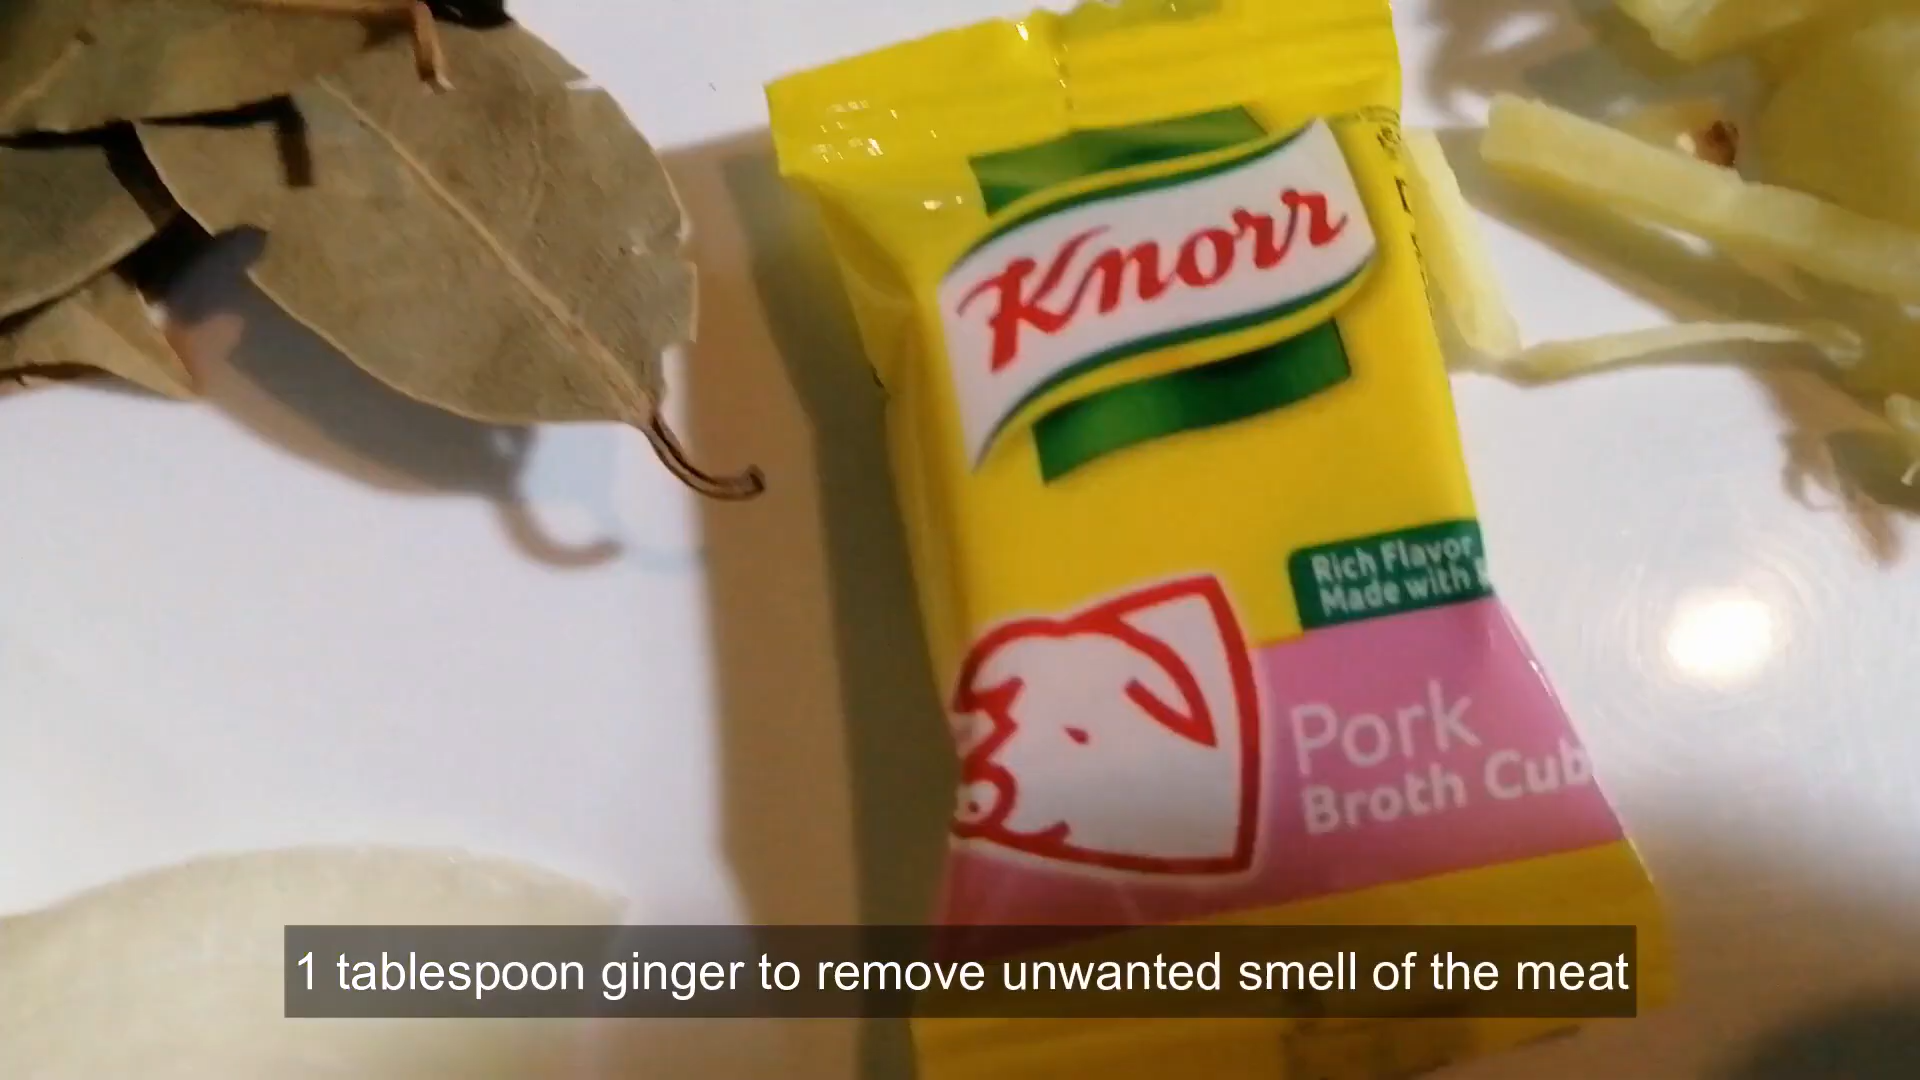 Knorr
Rich Flavor
Made with
Pork
Broth Cub
1 tablespoon ginger to remove unwanted smell of the meat